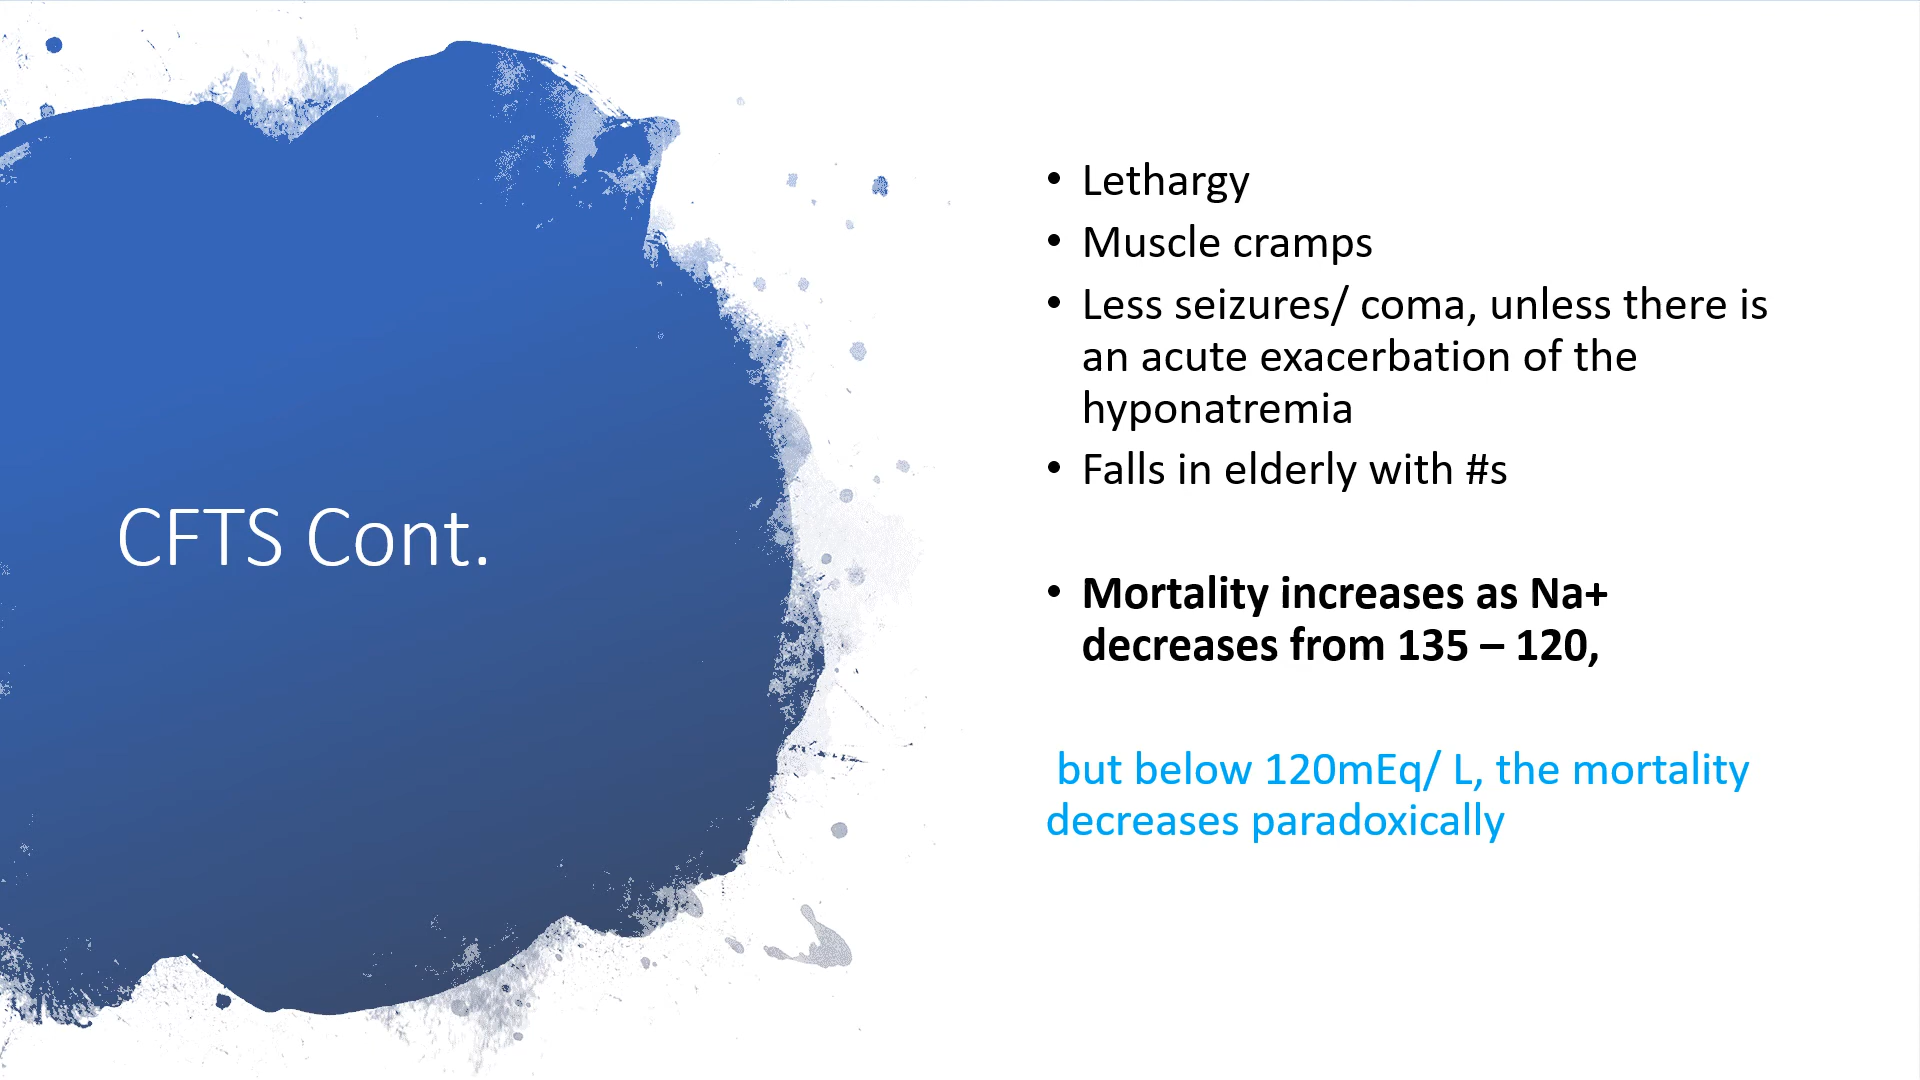 CFTS Cont.
• Lethargy
• Muscle cramps
• Less seizures/ coma, unless there is
an acute exacerbation of the
hyponatremia
• Falls in elderly with #s
• Mortality increases as Na+
decreases from 135 – 120,
but below 120mEq/ L, the mortality
decreases paradoxically